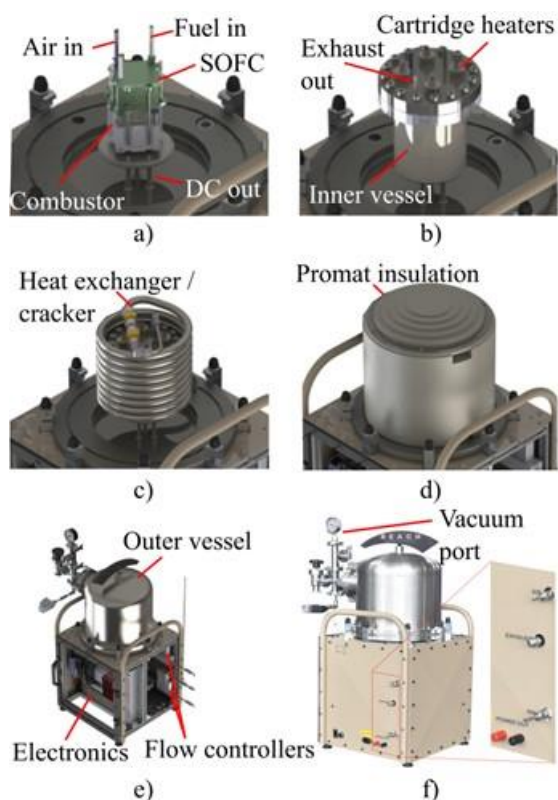 Air in
Fuel in
SOFC
Combustor
DC out
a)
Cartridge heaters
Exhaust
out
Inner vessel
b)
Heat exchanger /
cracker
c)
Promat insulation
d)
Outer vessel
Electronics
Flow controllers
e)
Vacuum
port
REACH
f)